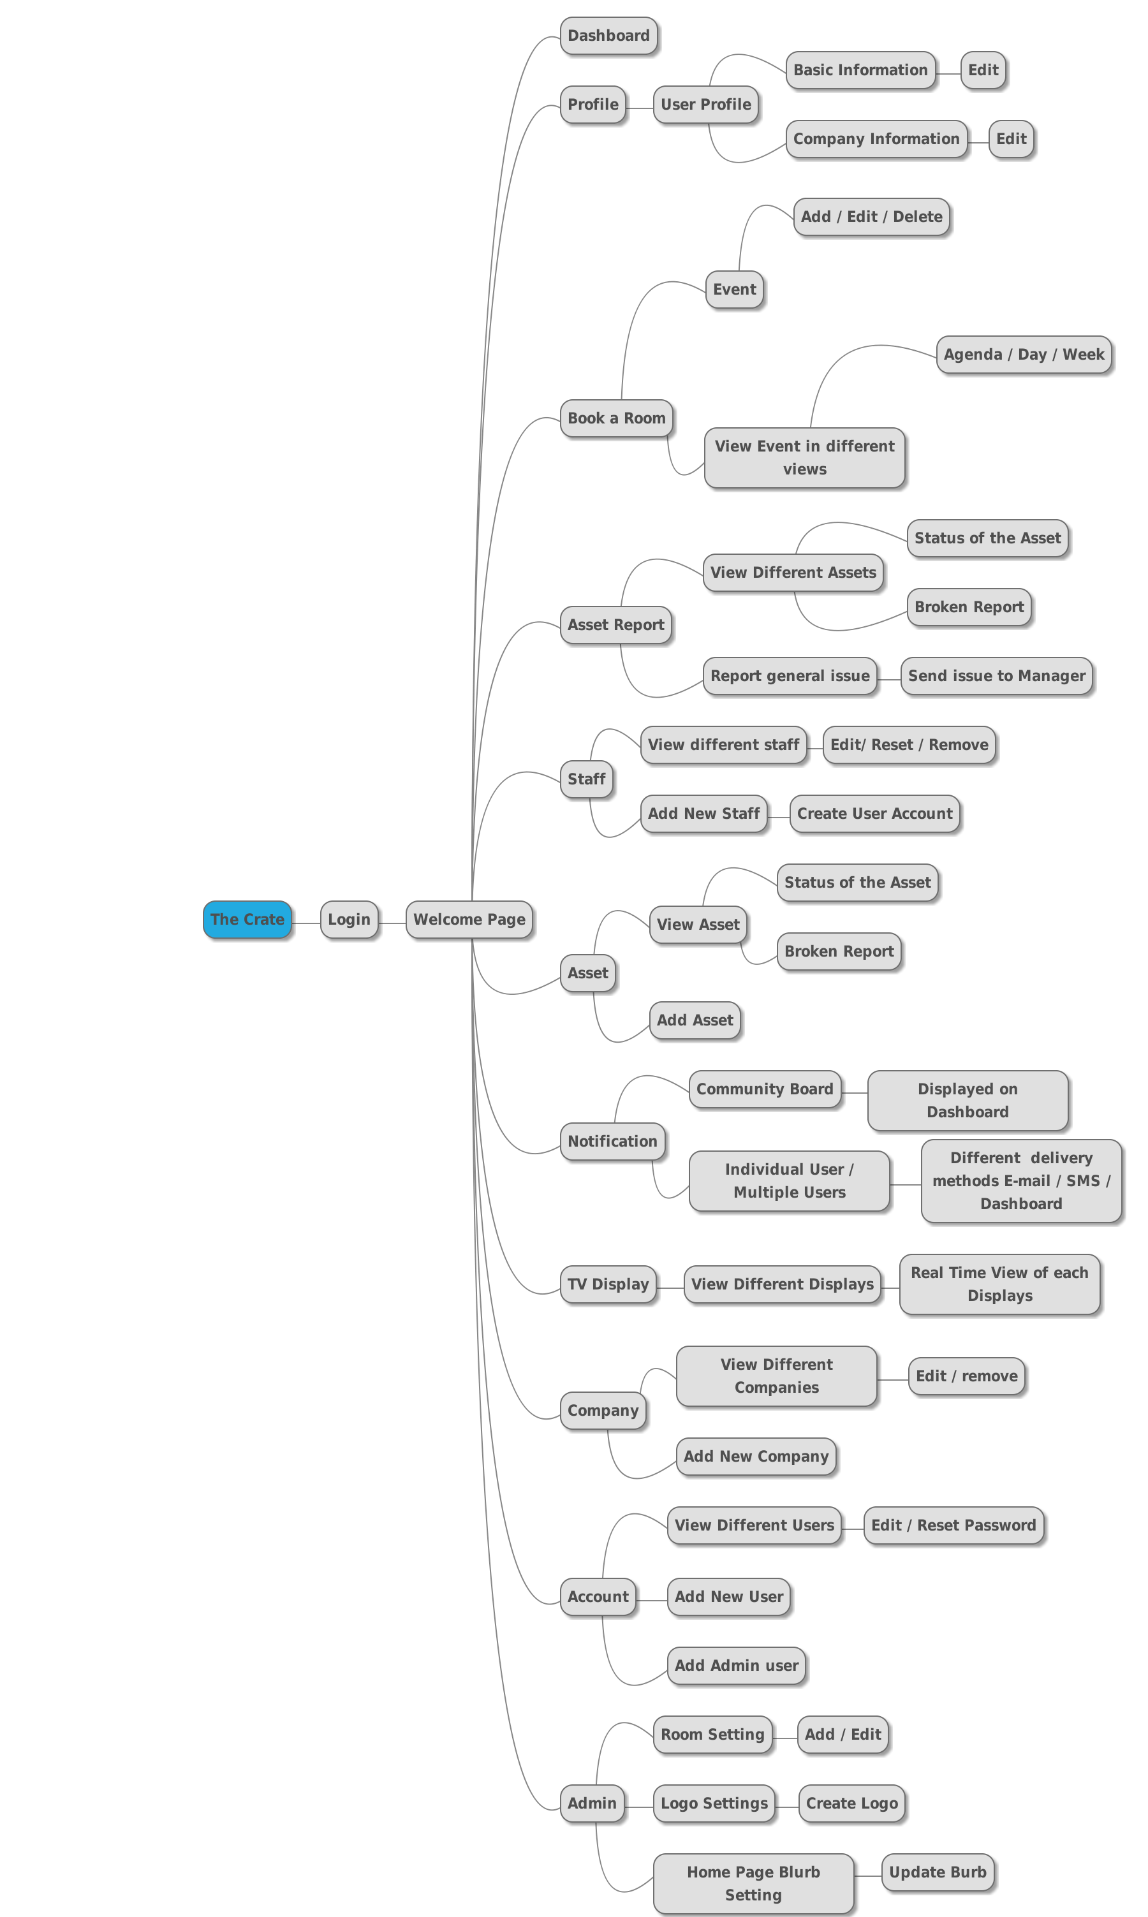 Dashboard
Basic Information
Edit
Profile
User Profile
Company Information
Edit
Add / Edit / Delete
Event
Agenda / Day / Week
Book a Room
View Event in different
views
Status of the Asset
View Different Assets
Broken Report
Asset Report
Report general issue
Send issue to Manager
View different staff
Edit/ Reset / Remove
Staff
Add New Staff
Create User Account
Status of the Asset
The Crate
Login
Welcome Page
View Asset
Broken Report
Asset
Add Asset
Community Board
Displayed on
Dashboard
Notification
Individual User /
Multiple Users
Different  delivery
methods E-mail / SMS /
Dashboard
TV Display
View Different Displays
Real Time View of each
Displays
View Different
Companies
Edit / remove
Company
Add New Company
View Different Users
Edit / Reset Password
Account
Add New User
Add Admin user
Room Setting
Add / Edit
Admin
Logo Settings
Create Logo
Home Page Blurb
Setting
Update Burb